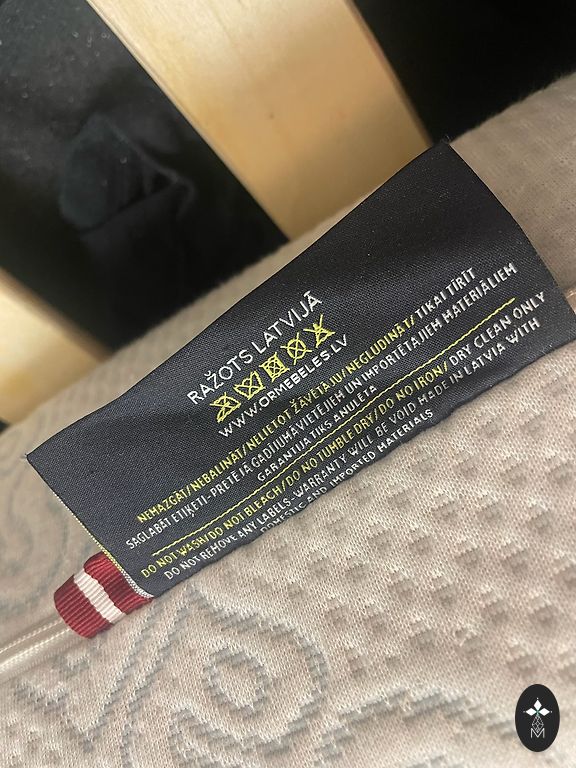 RAŽOTS LATVIJĀ
WWW.ORMEBELES.LV
NEMAZGĀT/NEBALINĀT/NELIETOT ŽĀVĒTĀJU/NEGLUDINĀT/ TIKAI TĪRĪT
SAGLABĀT ETIĶETI-PRETĒJĀ GADĪJUMĀ VIETĒJIEM UN IMPORTĒTAJIEM MATERIĀLIEM
GARANTIJA TIKS ANULĒTA
DO NOT WASH/DO NOT BLEACH/DO NO TUMBLE DRY/DO NO IRON/ DRY CLEAN ONLY
DO NOT REMOVE ANY LABELS-WARRANTY WILL BE VOID MADE IN LATVIA WITH
DOMESTIC AND IMPORTED MATERIALS
M